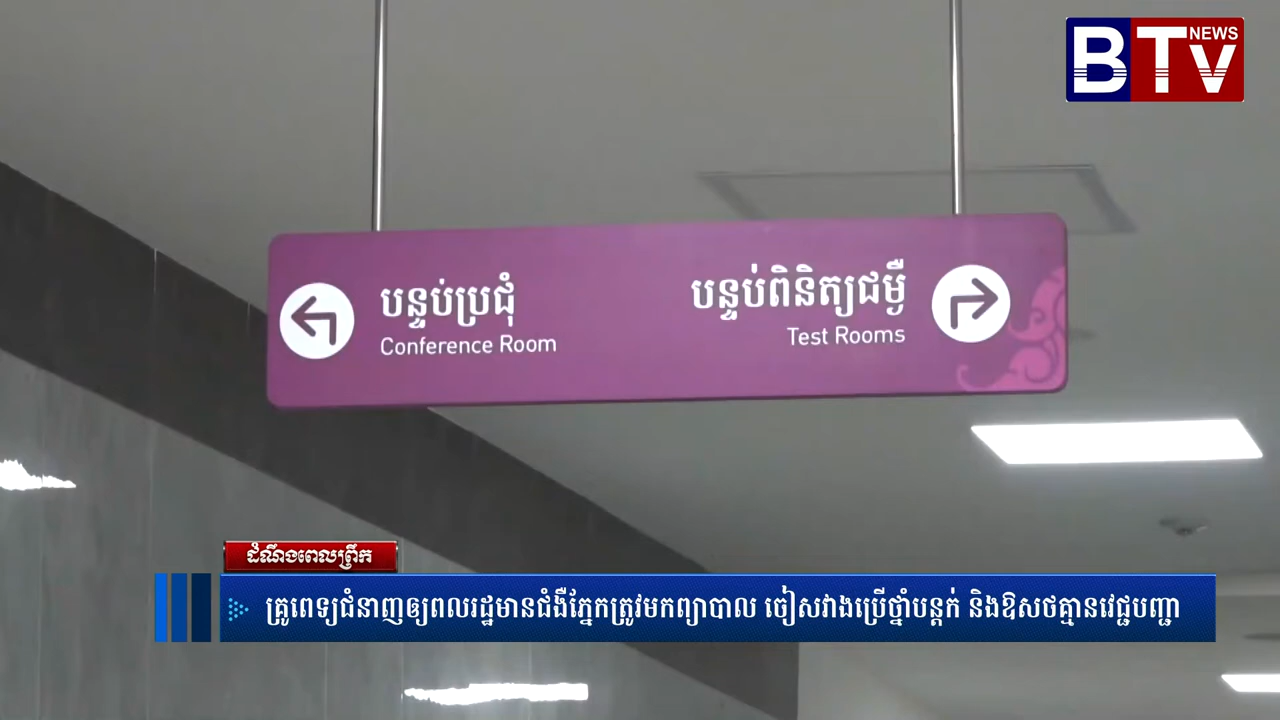 BTV NEWS
បន្ទប់ប្រជុំ
Conference Room
បន្ទប់ពិនិត្យជម្ងឺ
Test Rooms
ដំណឹងពេលព្រឹក
គ្រូពេទ្យជំនាញឲ្យពលរដ្ឋមានជំងឺភ្នែកត្រូវមកព្យាបាល ចៀសវាងប្រើថ្នាំបន្តក់ និងឱសថគ្មានវេជ្ជបញ្ជា